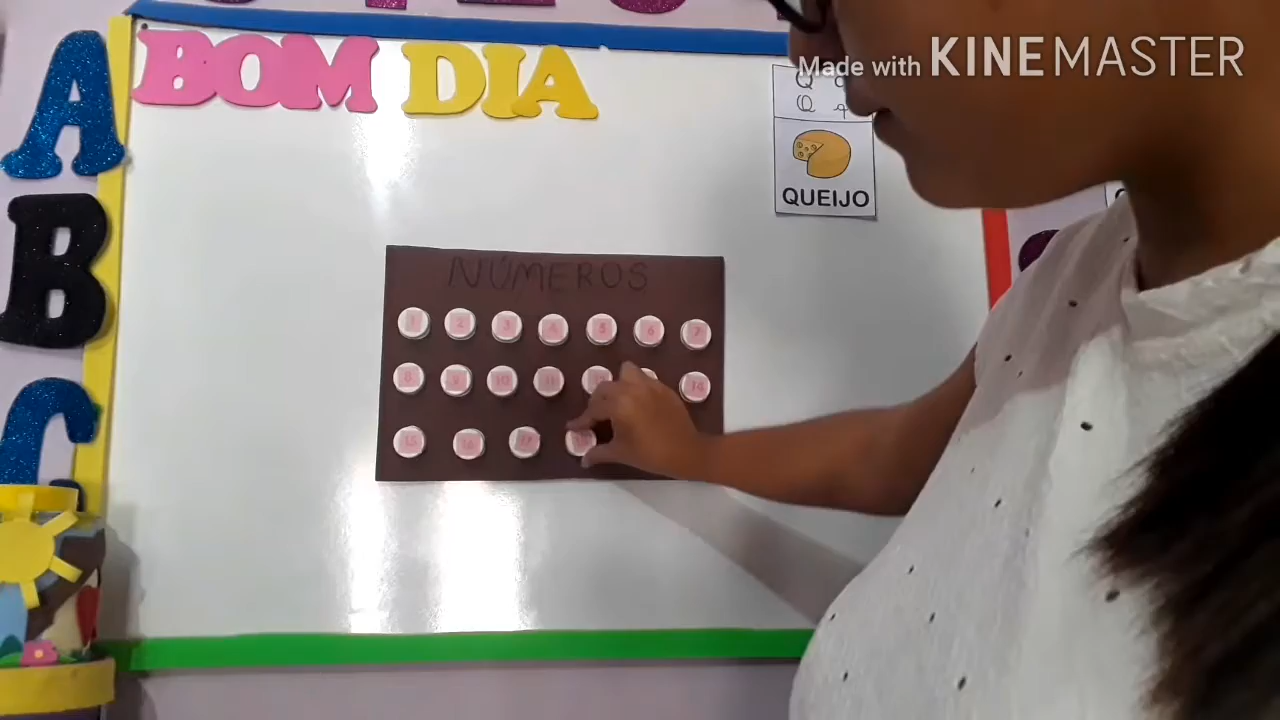 BOM DIA
Made with KINEMASTER
A
B
QUEIJO
NÚMEROS
1 2 3 4 5 6 7
8 9 10 11 14
15 16 17